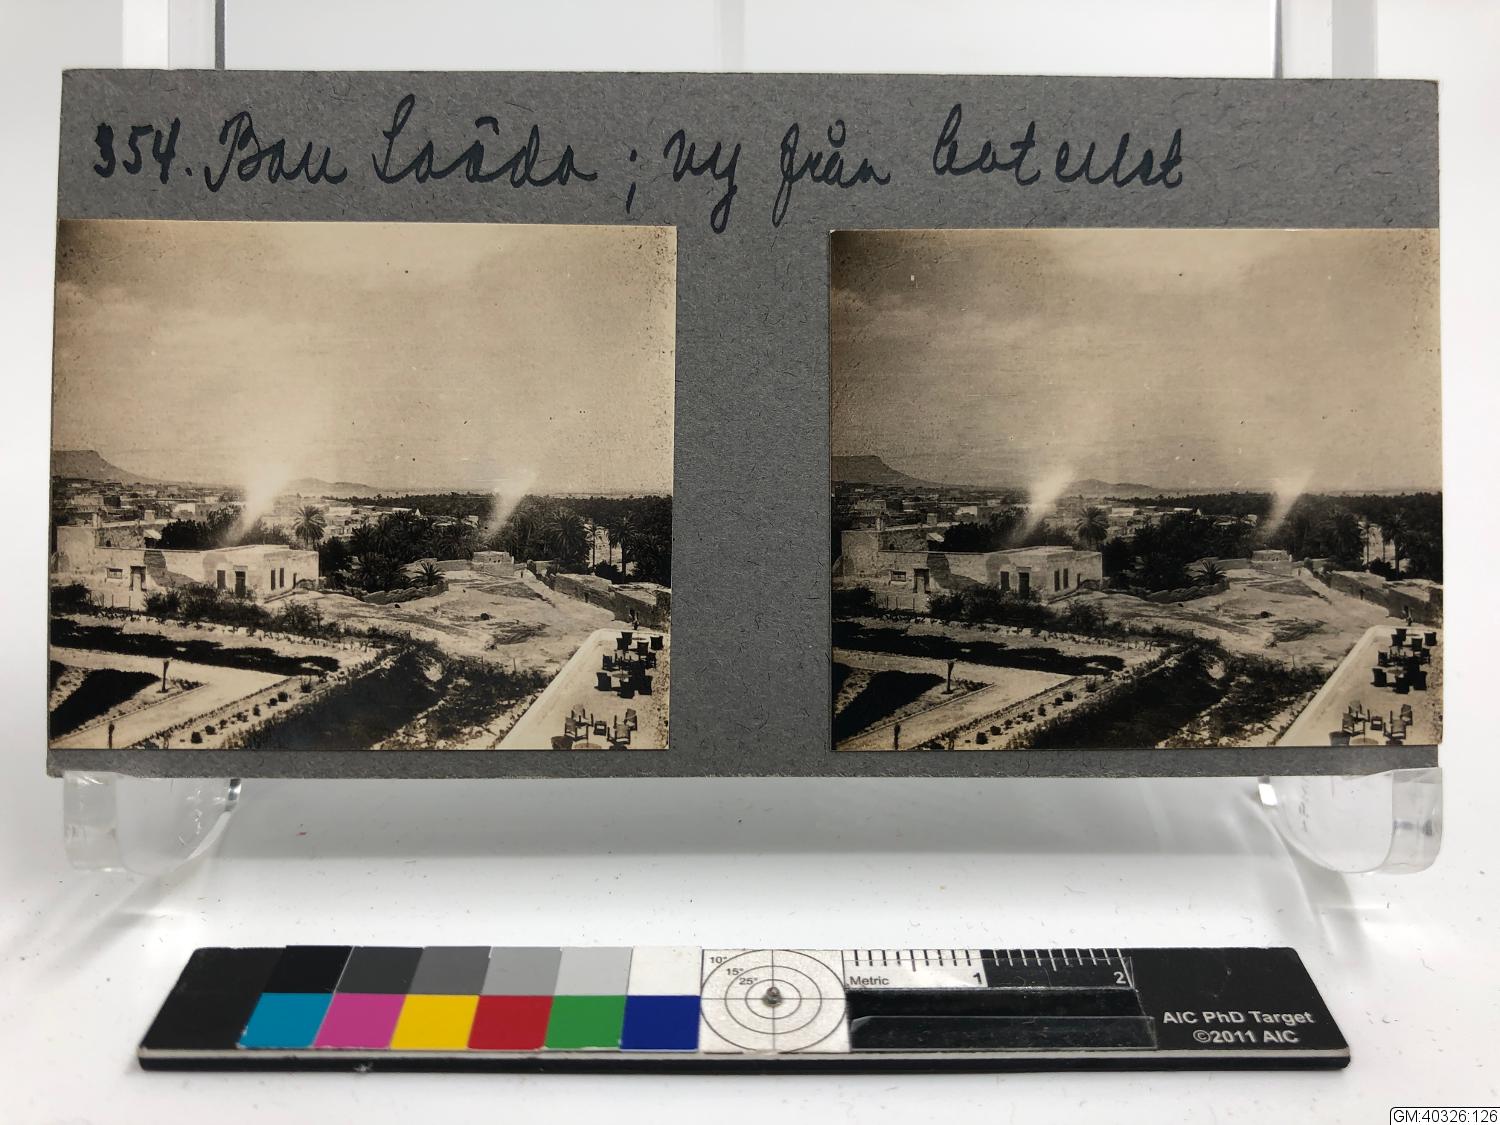 354. Bou Saâda ; vy från hotellet
10°
15°
25°
Metric
1
2
AIC PhD Target
©2011 AIC
GM:40326:126